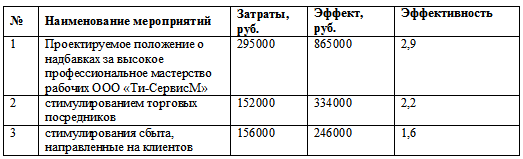 № Наименование мероприятий Затраты, руб. Эффект, руб. Эффективность
1 Проектируемое положение о 295000 865000 2,9
надбавках за высокое
профессиональное мастерство
рабочих ООО «Ти-СервисМ»
2 стимулированием торговых 152000 334000 2,2
посредников
3 стимулирования сбыта, 156000 246000 1,6
направленные на клиентов